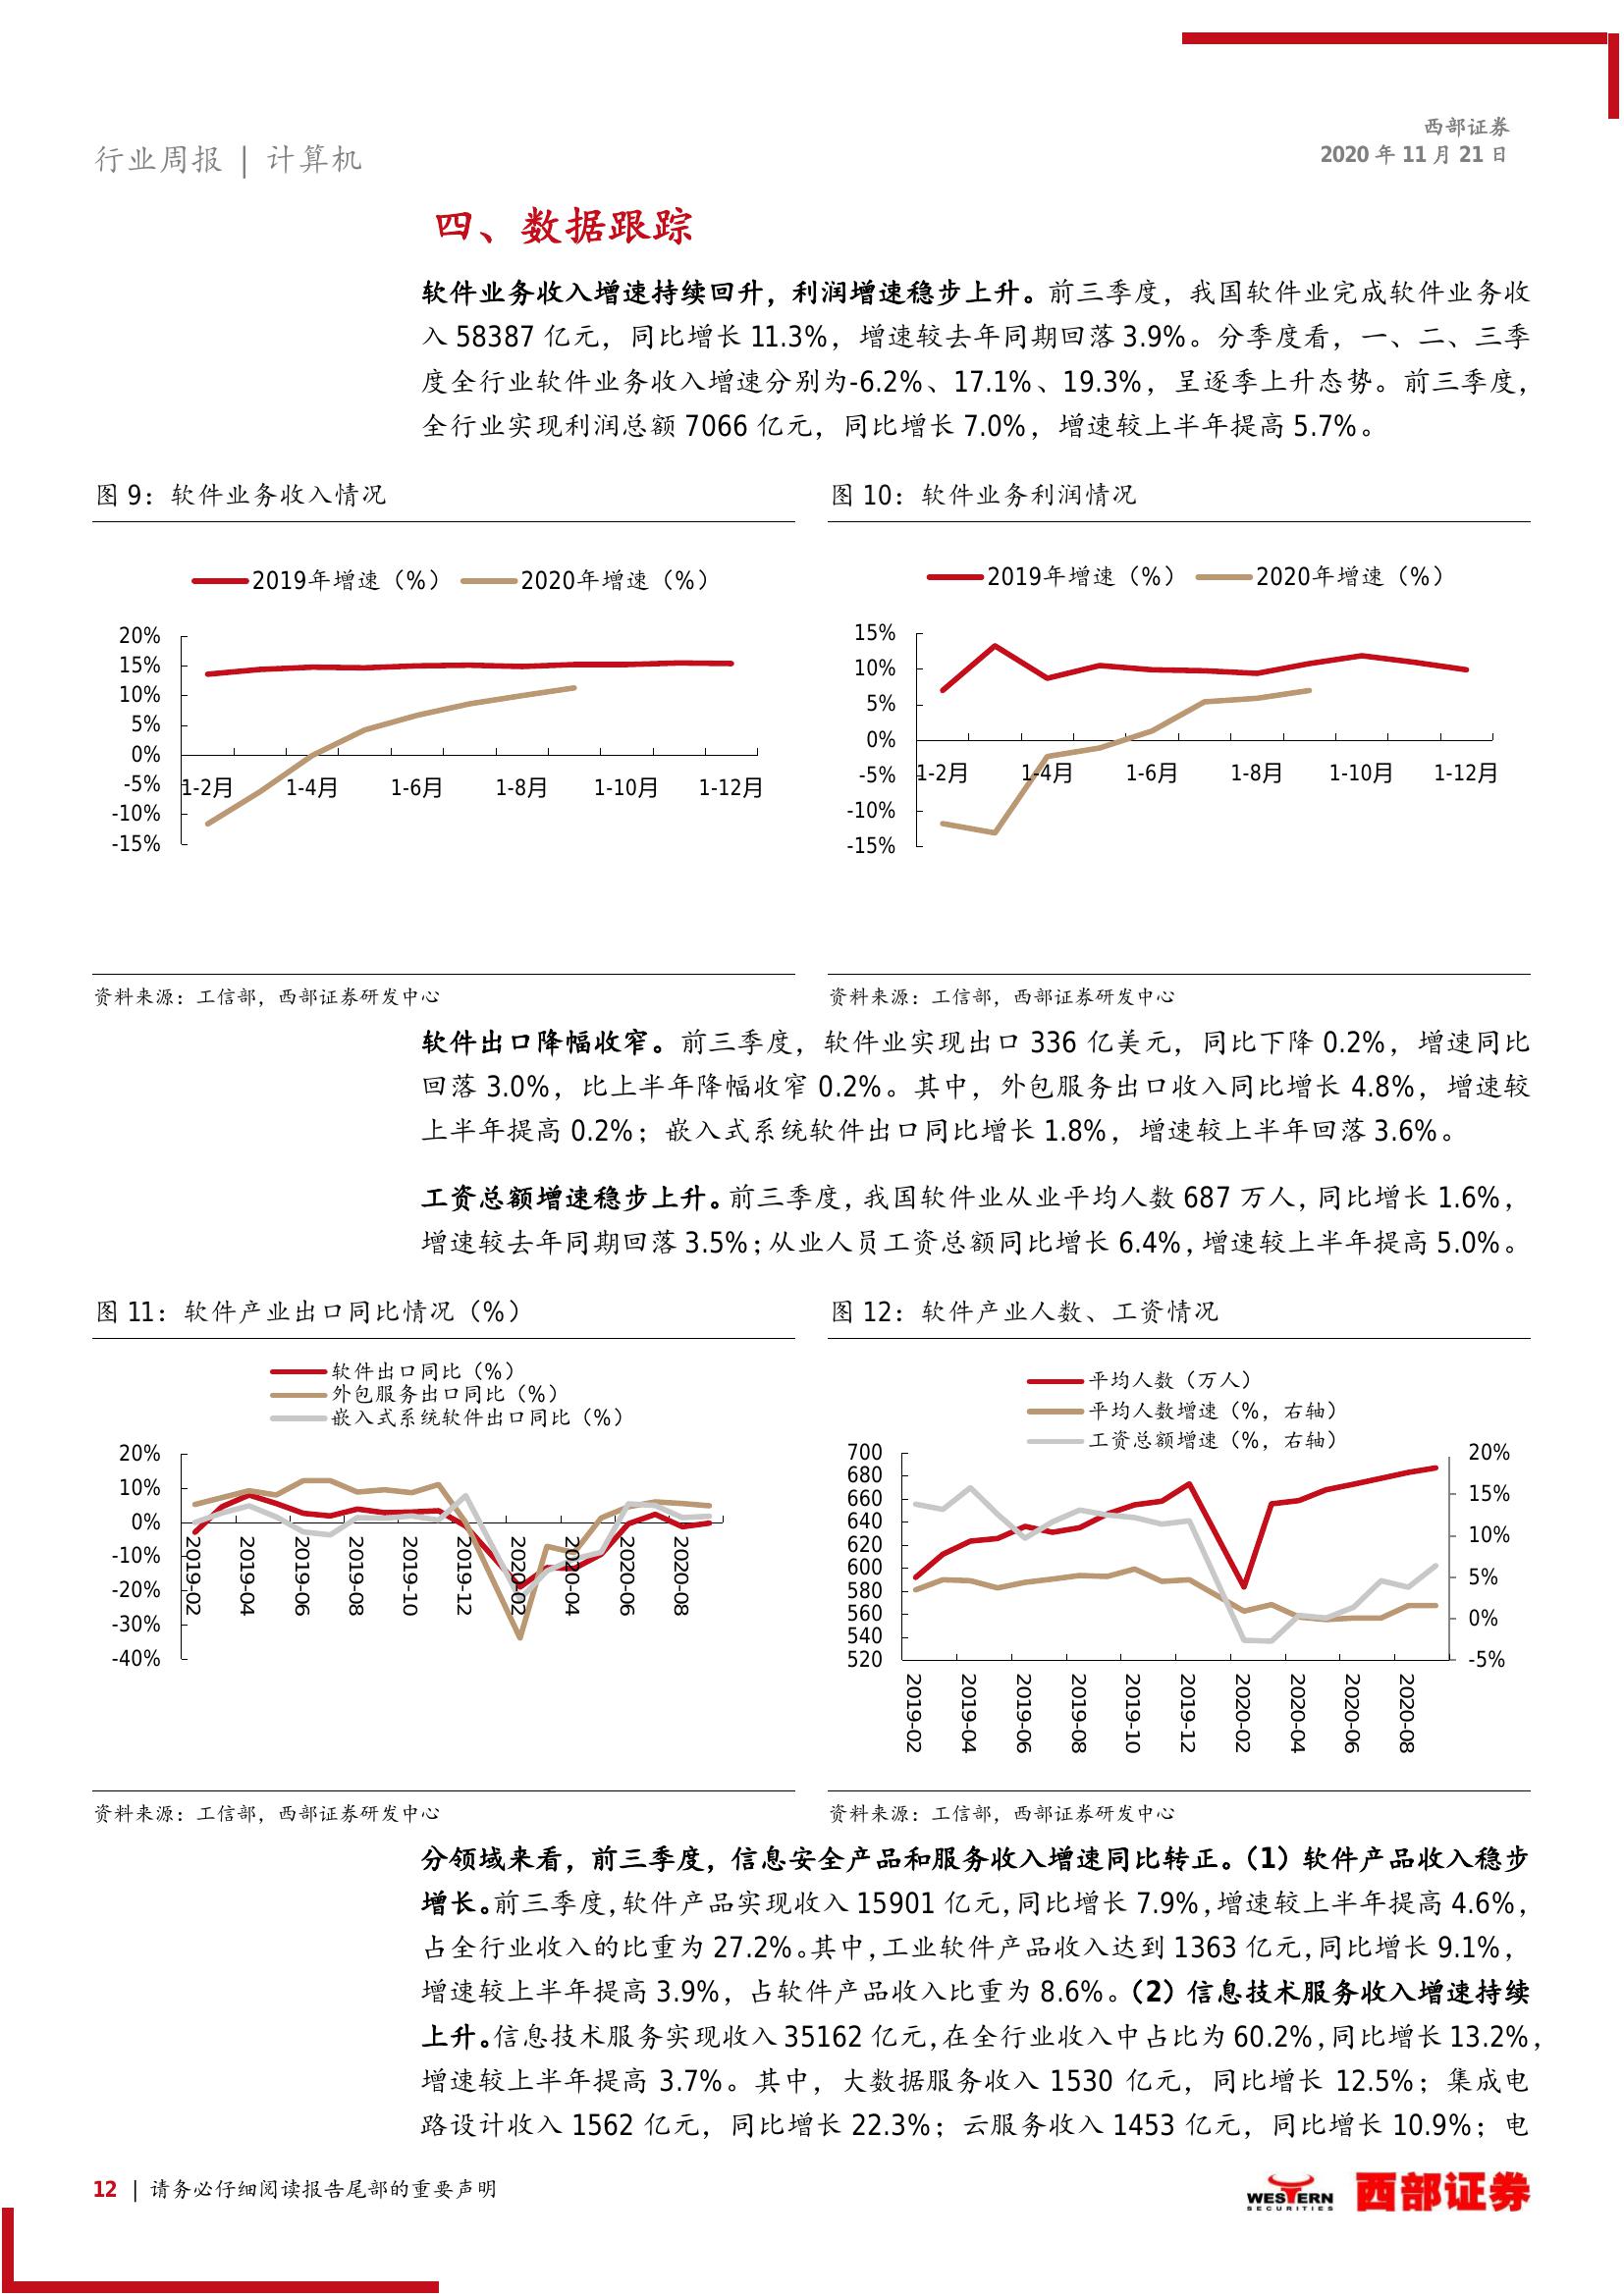 西部证券
2020 年 11 月 21 日
行业周报 | 计算机
四、数据跟踪
软件业务收入增速持续回升，利润增速稳步上升。前三季度，我国软件业完成软件业务收
入 58387 亿元，同比增长 11.3%，增速较去年同期回落 3.9%。分季度看，一、二、三季
度全行业软件业务收入增速分别为-6.2%、17.1%、19.3%，呈逐季上升态势。前三季度，
全行业实现利润总额 7066 亿元，同比增长 7.0%，增速较上半年提高 5.7%。
图 9：软件业务收入情况
2019年增速（%）
2020年增速（%）
20%
15%
10%
5%
0%
-5%
-10%
-15%
1-2月
1-4月
1-6月
1-8月
1-10月
1-12月
资料来源：工信部，西部证券研发中心
图 10：软件业务利润情况
2019年增速（%）
2020年增速（%）
15%
10%
5%
0%
-5%
-10%
-15%
1-2月
1-4月
1-6月
1-8月
1-10月
1-12月
资料来源：工信部，西部证券研发中心
软件出口降幅收窄。前三季度，软件业实现出口 336 亿美元，同比下降 0.2%，增速同比
回落 3.0%，比上半年降幅收窄 0.2%。其中，外包服务出口收入同比增长 4.8%，增速较
上半年提高 0.2%；嵌入式系统软件出口同比增长 1.8%，增速较上半年回落 3.6%。
工资总额增速稳步上升。前三季度，我国软件业从业平均人数 687 万人，同比增长 1.6%，
增速较去年同期回落 3.5%；从业人员工资总额同比增长 6.4%，增速较上半年提高 5.0%。
图 11：软件产业出口同比情况（%）
软件出口同比（%）
外包服务出口同比（%）
嵌入式系统软件出口同比（%）
20%
10%
0%
-10%
-20%
-30%
-40%
2019-02
2019-04
2019-06
2019-08
2019-10
2019-12
2020-02
2020-04
2020-06
2020-08
资料来源：工信部，西部证券研发中心
图 12：软件产业人数、工资情况
平均人数（万人）
平均人数增速（%，右轴）
工资总额增速（%，右轴）
700
680
660
640
620
600
580
560
540
520
20%
15%
10%
5%
0%
-5%
2019-02
2019-04
2019-06
2019-08
2019-10
2019-12
2020-02
2020-04
2020-06
2020-08
资料来源：工信部，西部证券研发中心
分领域来看，前三季度，信息安全产品和服务收入增速同比转正。（1）软件产品收入稳步
增长。前三季度，软件产品实现收入 15901 亿元，同比增长 7.9%，增速较上半年提高 4.6%，
占全行业收入的比重为 27.2%。其中，工业软件产品收入达到 1363 亿元，同比增长 9.1%，
增速较上半年提高 3.9%，占软件产品收入比重为 8.6%。（2）信息技术服务收入增速持续
上升。信息技术服务实现收入 35162 亿元，在全行业收入中占比为 60.2%，同比增长 13.2%，
增速较上半年提高 3.7%。其中，大数据服务收入 1530 亿元，同比增长 12.5%；集成电
路设计收入 1562 亿元，同比增长 22.3%；云服务收入 1453 亿元，同比增长 10.9%；电
12 | 请务必仔细阅读报告尾部的重要声明
WESTERN
SECURITIES
西部证券